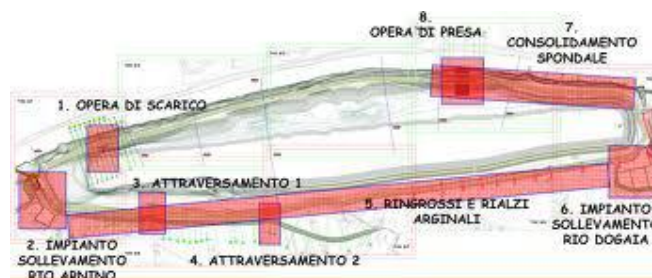 8.
OPERA DI PRESA
7.
CONSOLIDAMENTO
SPONDALE
1. OPERA DI SCARICO
3. ATTRAVERSAMENTO 1
5. RINGROSSI E RIALZI
ARGINALI
6. IMPIANTO
SOLLEVAMENTO
RIO DOGAIA
2. IMPIANTO
SOLLEVAMENTO
RIO ARNINO
4. ATTRAVERSAMENTO 2